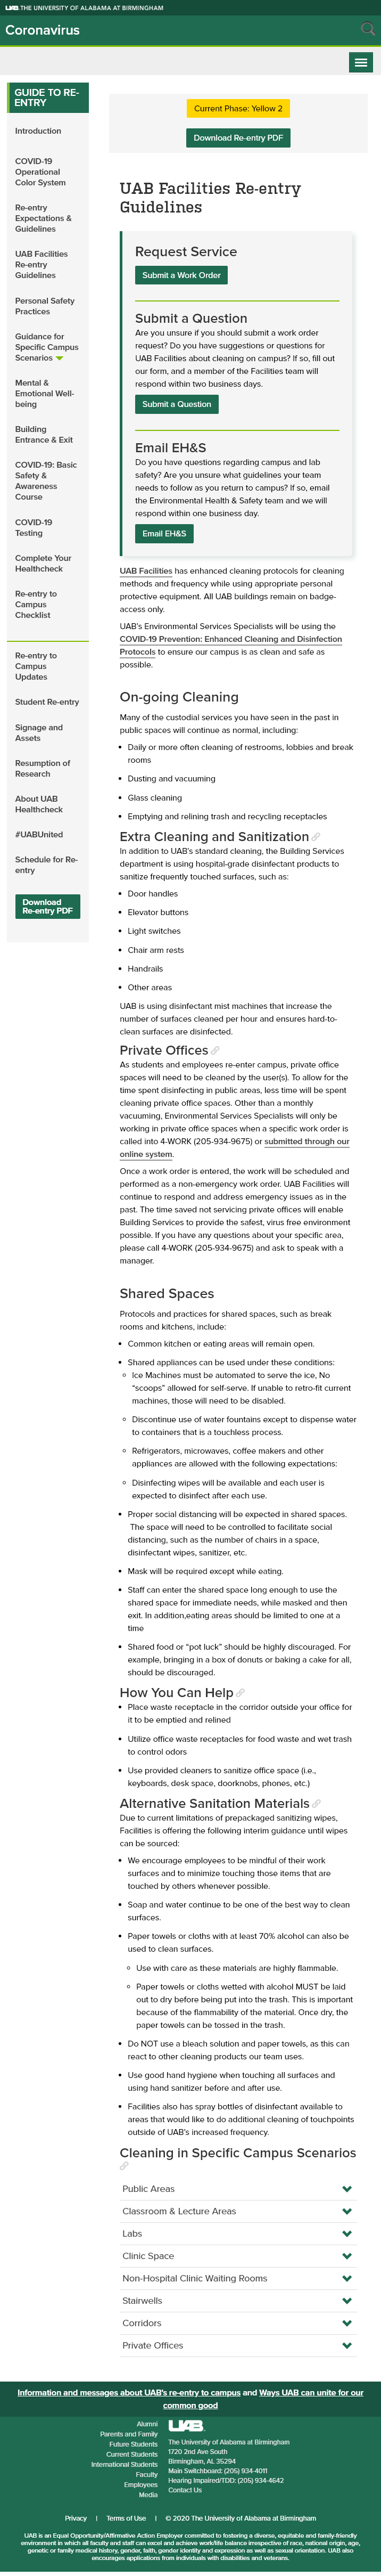 UAB THE UNIVERSITY OF ALABAMA AT BIRMINGHAM
Coronavirus
GUIDE TO RE-
ENTRY
Introduction
COVID-19
Operational
Color System
Re-entry
Expectations &
Guidelines
UAB Facilities
Re-entry
Guidelines
Personal Safety
Practices
Guidance for
Specific Campus
Scenarios
Mental &
Emotional Well-
being
Building
Entrance & Exit
COVID-19: Basic
Safety &
Awareness
Course
COVID-19
Testing
Complete Your
Healthcheck
Re-entry to
Campus
Checklist
Re-entry to
Campus
Updates
Student Re-entry
Signage and
Assets
Resumption of
Research
About UAB
Healthcheck
#UABUnited
Schedule for Re-
entry
Download
Re-entry PDF
Current Phase: Yellow 2
Download Re-entry PDF
UAB Facilities Re-entry
Guidelines
Request Service
Submit a Work Order
Submit a Question
Are you unsure if you should submit a work order
request? Do you have suggestions or questions for
UAB Facilities about cleaning on campus? If so, fill out
our form, and a member of the Facilities team will
respond within two business days.
Submit a Question
Email EH&S
Do you have questions regarding campus and lab
safety? Are you unsure what guidelines your team
needs to follow as you return to campus? If so, email
the Environmental Health & Safety team and we will
respond within one business day.
Email EH&S
UAB Facilities has enhanced protocols for cleaning
methods and frequency while using appropriate personal
protective equipment. All UAB buildings remain on badge-
access only.
UAB's Environmental Services Specialists will be using the
COVID-19 Prevention: Enhanced Cleaning and Disinfection
Protocols to ensure our campus is as clean and safe as
possible.
On-going Cleaning
Many of the custodial services you have seen in the past in
public spaces will continue as normal, including:
• Daily or more often cleaning of restrooms, lobbies and break
rooms
• Dusting and vacuuming
• Glass cleaning
• Emptying and relining trash and recycling receptacles
Extra Cleaning and Sanitization
In addition to UAB's standard cleaning, the Building Services
department is using hospital-grade disinfect products to
sanitize frequently touched surfaces, such as:
• Door handles
• Elevator buttons
• Light switches
• Chair arm rests
• Handrails
• Other areas
UAB is using disinfectant mist machines that increase the
number of surfaces cleaned per hour and ensures hard-to-
clean surfaces are disinfected.
Private Offices
As students and employees re-enter campus, private office
spaces will need to be cleaned by the user(s). To allow for the
time spent disinfecting in public areas, less time will be spent
cleaning private office spaces. Other than a monthly
vacuuming, Environmental Services Specialists will only be
working in private office spaces when a specific work order is
called into 4-WORK (205-934-9675) or submitted through our
online system.
Once a work order is entered, the work will be scheduled and
performed as a non-emergency work order. UAB Facilities will
continue to respond and address emergency issues as in the
past. The time saved not servicing private offices will enable
Building Services to provide the safest, virus free environment
possible. If you have any questions about your specific area,
please call 4-WORK (205-934-9675) and ask to speak with a
manager.
Shared Spaces
Protocols and practices for shared spaces, such as break
rooms and kitchens, include:
• Common kitchen or eating areas will remain open.
• Shared appliances can be used under these conditions:
◦ Ice Machines must be automated to serve the ice, No
“scoops” allowed for self-serve. If unable to retro-fit current
machines, those will need to be disabled.
◦ Discontinue use of water fountains except to dispense water
to containers that is a touchless process.
◦ Refrigerators, microwaves, coffee makers and other
appliances are allowed with the following expectations:
◦ Disinfecting wipes will be available and each user is
expected to disinfect after each use.
• Proper social distancing will be expected in shared spaces.
The space will need to be controlled to facilitate social
distancing, such as the number of chairs in a space,
disinfectant wipes, sanitizer, etc.
• Mask will be required except while eating.
• Staff can enter the shared space long enough to use the
shared space for immediate needs, while masked and then
exit. In addition,eating areas should be limited to one at a
time
• Shared food or “pot luck” should be highly discouraged. For
example, bringing in a box of donuts or baking a cake for all,
should be discouraged.
How You Can Help
• Place waste receptacle in the corridor outside your office for
it to be emptied and relined
• Utilize office waste receptacles for food waste and wet trash
to control odors
• Use provided cleaners to sanitize office space (i.e.,
keyboards, desk space, doorknobs, phones, etc.)
Alternative Sanitation Materials
Due to current limitations of prepackaged sanitizing wipes,
Facilities is offering the following interim guidance until wipes
can be sourced:
• We encourage employees to be mindful of their work
surfaces and to minimize touching those items that are
touched by others whenever possible.
• Soap and water continue to be one of the best way to clean
surfaces.
• Paper towels or cloths with at least 70% alcohol can also be
used to clean surfaces.
◦ Use with care as these materials are highly flammable.
◦ Paper towels or cloths wetted with alcohol MUST be laid
out to dry before being put into the trash. This is important
because of the flammability of the material. Once dry, the
paper towels can be tossed in the trash.
• Do NOT use a bleach solution and paper towels, as this can
react to other cleaning products our team uses.
• Use good hand hygiene when touching all surfaces and
using hand sanitizer before and after use.
• Facilities also has spray bottles of disinfectant available to
areas that would like to do additional cleaning of touchpoints
outside of UAB's increased frequency.
Cleaning in Specific Campus Scenarios
Public Areas
Classroom & Lecture Areas
Labs
Clinic Space
Non-Hospital Clinic Waiting Rooms
Stairwells
Corridors
Private Offices
Information and messages about UAB's re-entry to campus and Ways UAB can unite for our
common good
Alumni
Parents and Family
Future Students
Current Students
International Students
Faculty
Employees
Media
UAB
The University of Alabama at Birmingham
1720 2nd Ave South
Birmingham, AL 35294
Main Switchboard: (205) 934-4011
Hearing Impaired/TDD: (205) 934-4642
Contact Us
Privacy | Terms of Use | © 2020 The University of Alabama at Birmingham
UAB is an Equal Opportunity/Affirmative Action Employer committed to fostering a diverse, equitable and family-friendly
environment in which all faculty and staff can excel and achieve work/life balance irrespective of race, national origin, age,
genetic or family medical history, gender, faith, gender identity and expression as well as sexual orientation. UAB also
encourages applications from individuals with disabilities and veterans.